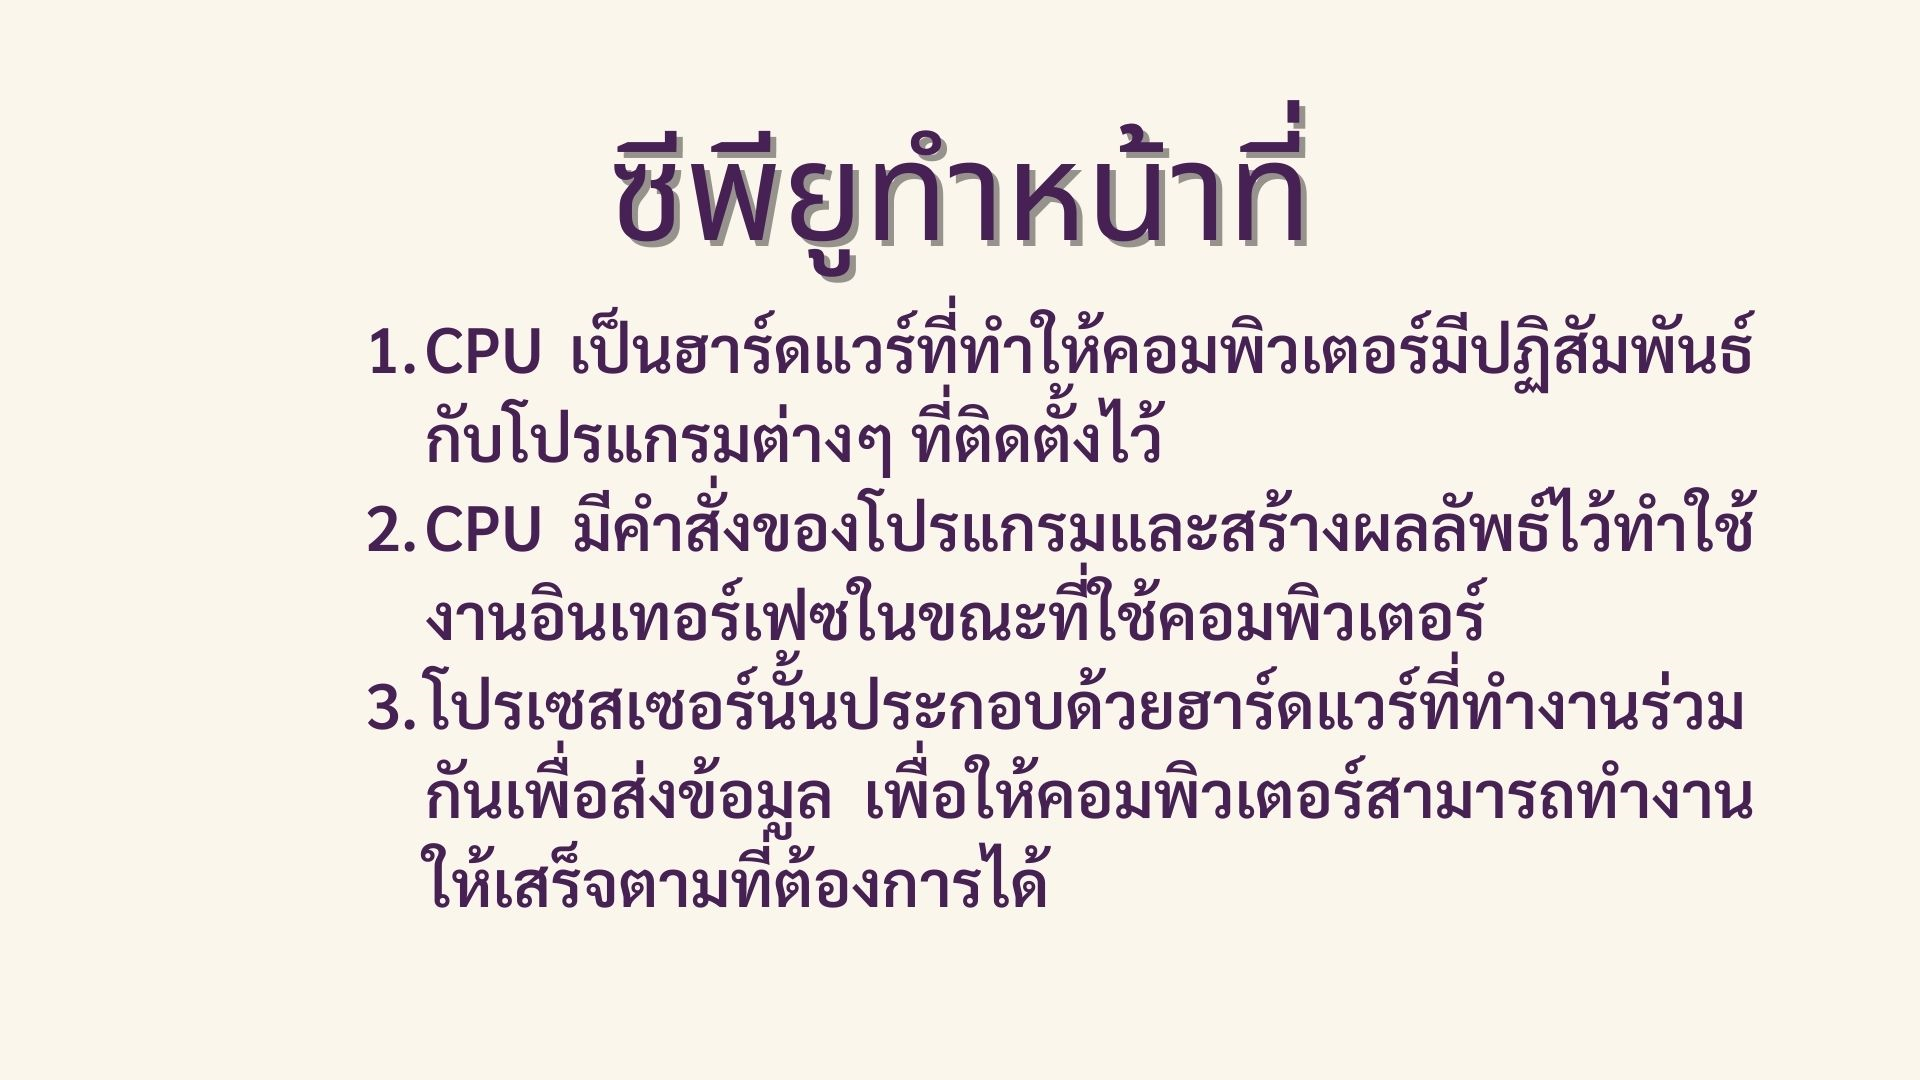 ซีพียูทำหน้าที่
1. CPU เป็นฮาร์ดแวร์ที่ทำให้คอมพิวเตอร์มีปฏิสัมพันธ์
กับโปรแกรมต่างๆ ที่ติดตั้งไว้
2. CPU มีคำสั่งของโปรแกรมและสร้างผลลัพธ์ไว้ทำใช้
งานอินเทอร์เฟซในขณะที่ใช้คอมพิวเตอร์
3. โปรเซสเซอร์นั้นประกอบด้วยฮาร์ดแวร์ที่ทำงานร่วม
กันเพื่อส่งข้อมูล เพื่อให้คอมพิวเตอร์สามารถทำงาน
ให้เสร็จตามที่ต้องการได้